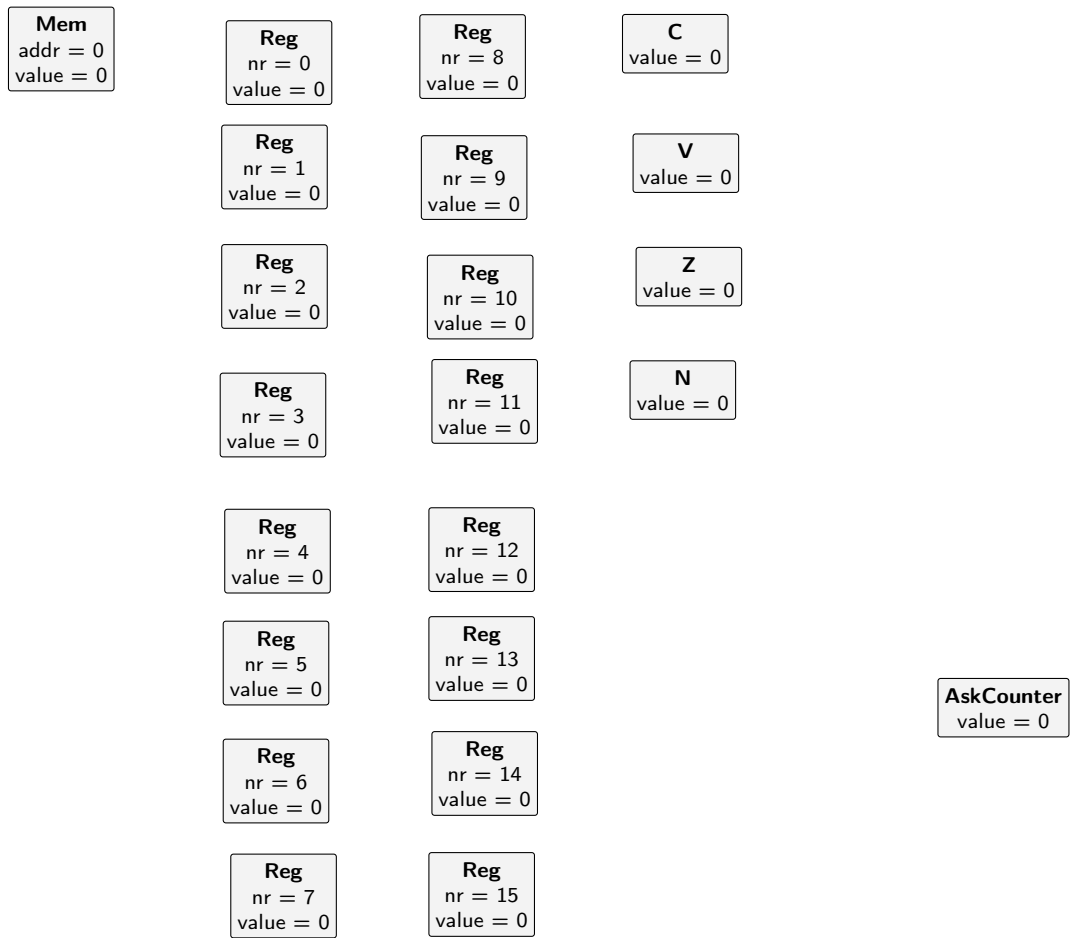 Mem
addr = 0
value = 0
Reg
nr = 0
value = 0
Reg
nr = 8
value = 0
C
value = 0
Reg
nr = 1
value = 0
Reg
nr = 9
value = 0
V
value = 0
Reg
nr = 2
value = 0
Reg
nr = 10
value = 0
Z
value = 0
Reg
nr = 3
value = 0
Reg
nr = 11
value = 0
N
value = 0
Reg
nr = 4
value = 0
Reg
nr = 12
value = 0
Reg
nr = 5
value = 0
Reg
nr = 13
value = 0
AskCounter
value = 0
Reg
nr = 6
value = 0
Reg
nr = 14
value = 0
Reg
nr = 7
value = 0
Reg
nr = 15
value = 0